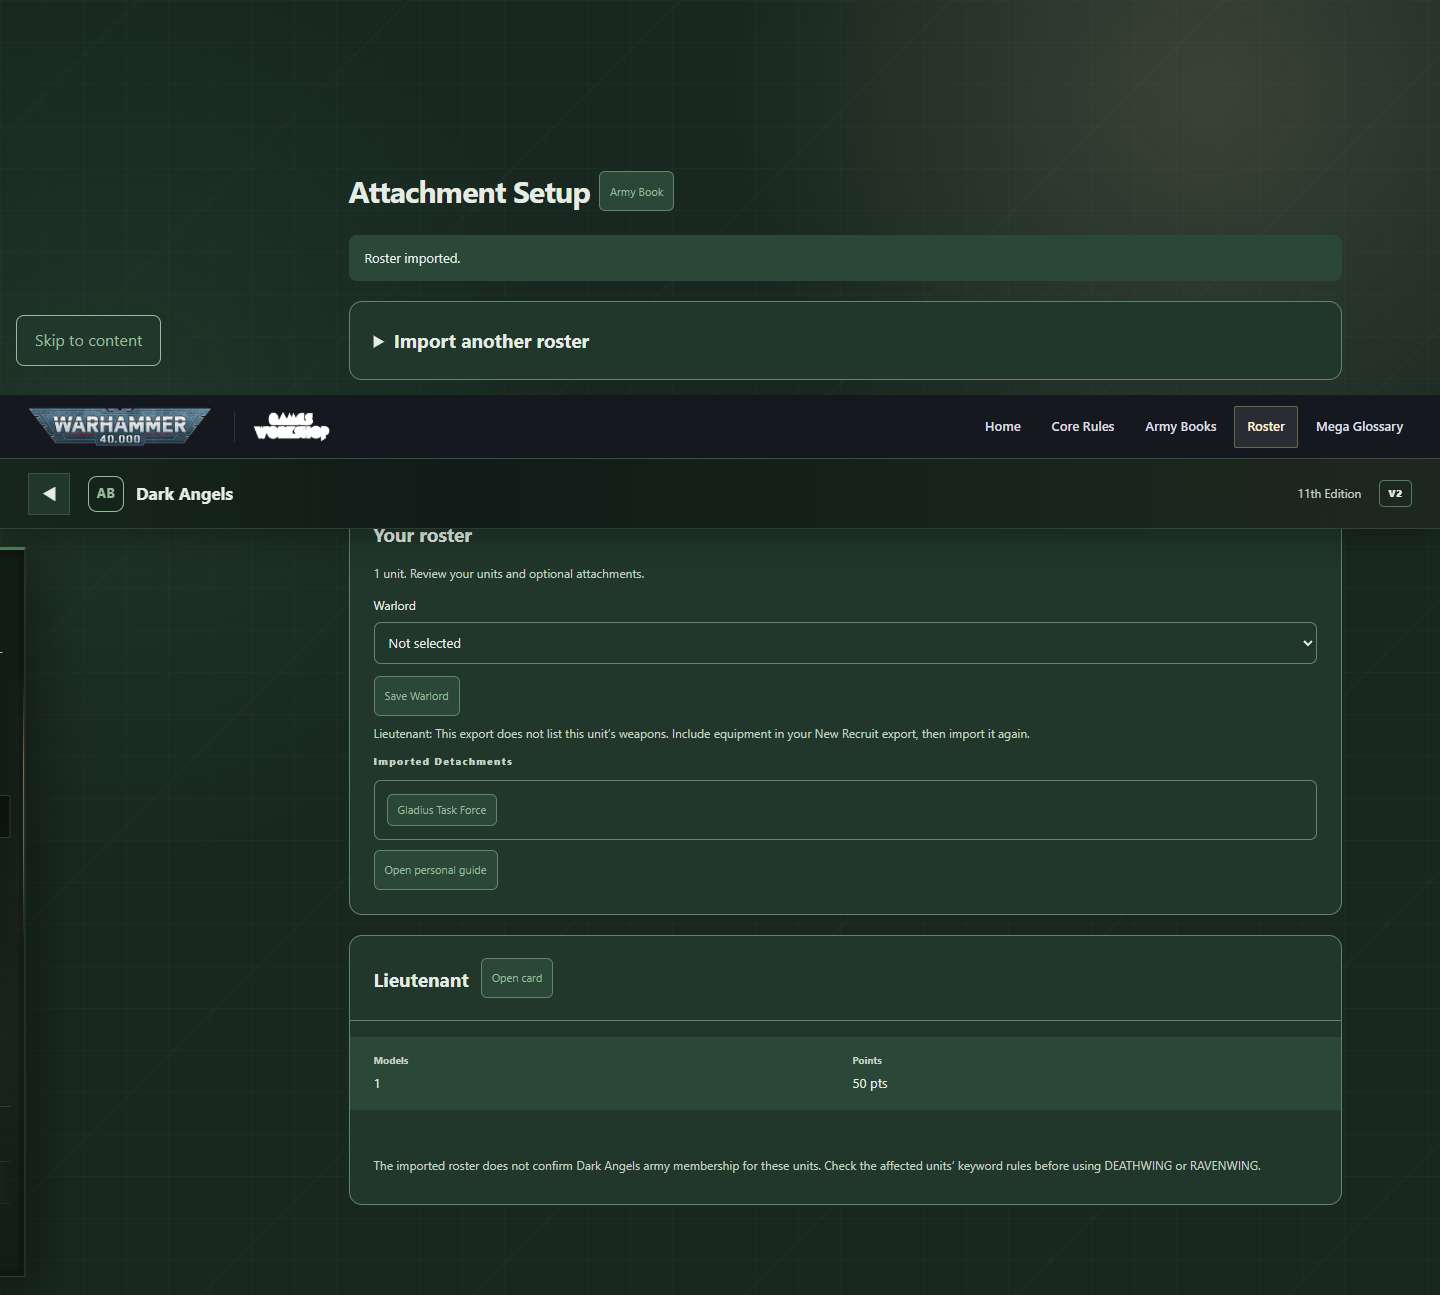 Attachment Setup
Army Book
Roster imported.
Skip to content
Import another roster
WARHAMMER
40.000
GAMES
WORKSHOP
Home
Core Rules
Army Books
Roster
Mega Glossary
AB
Dark Angels
11th Edition
V2
Your roster
1 unit. Review your units and optional attachments.
Warlord
Not selected
Save Warlord
Lieutenant: This export does not list this unit's weapons. Include equipment in your New Recruit export, then import it again.
Imported Detachments
Gladius Task Force
Open personal guide
Lieutenant
Open card
Models
Points
1
50 pts
The imported roster does not confirm Dark Angels army membership for these units. Check the affected units' keyword rules before using DEATHWING or RAVENWING.